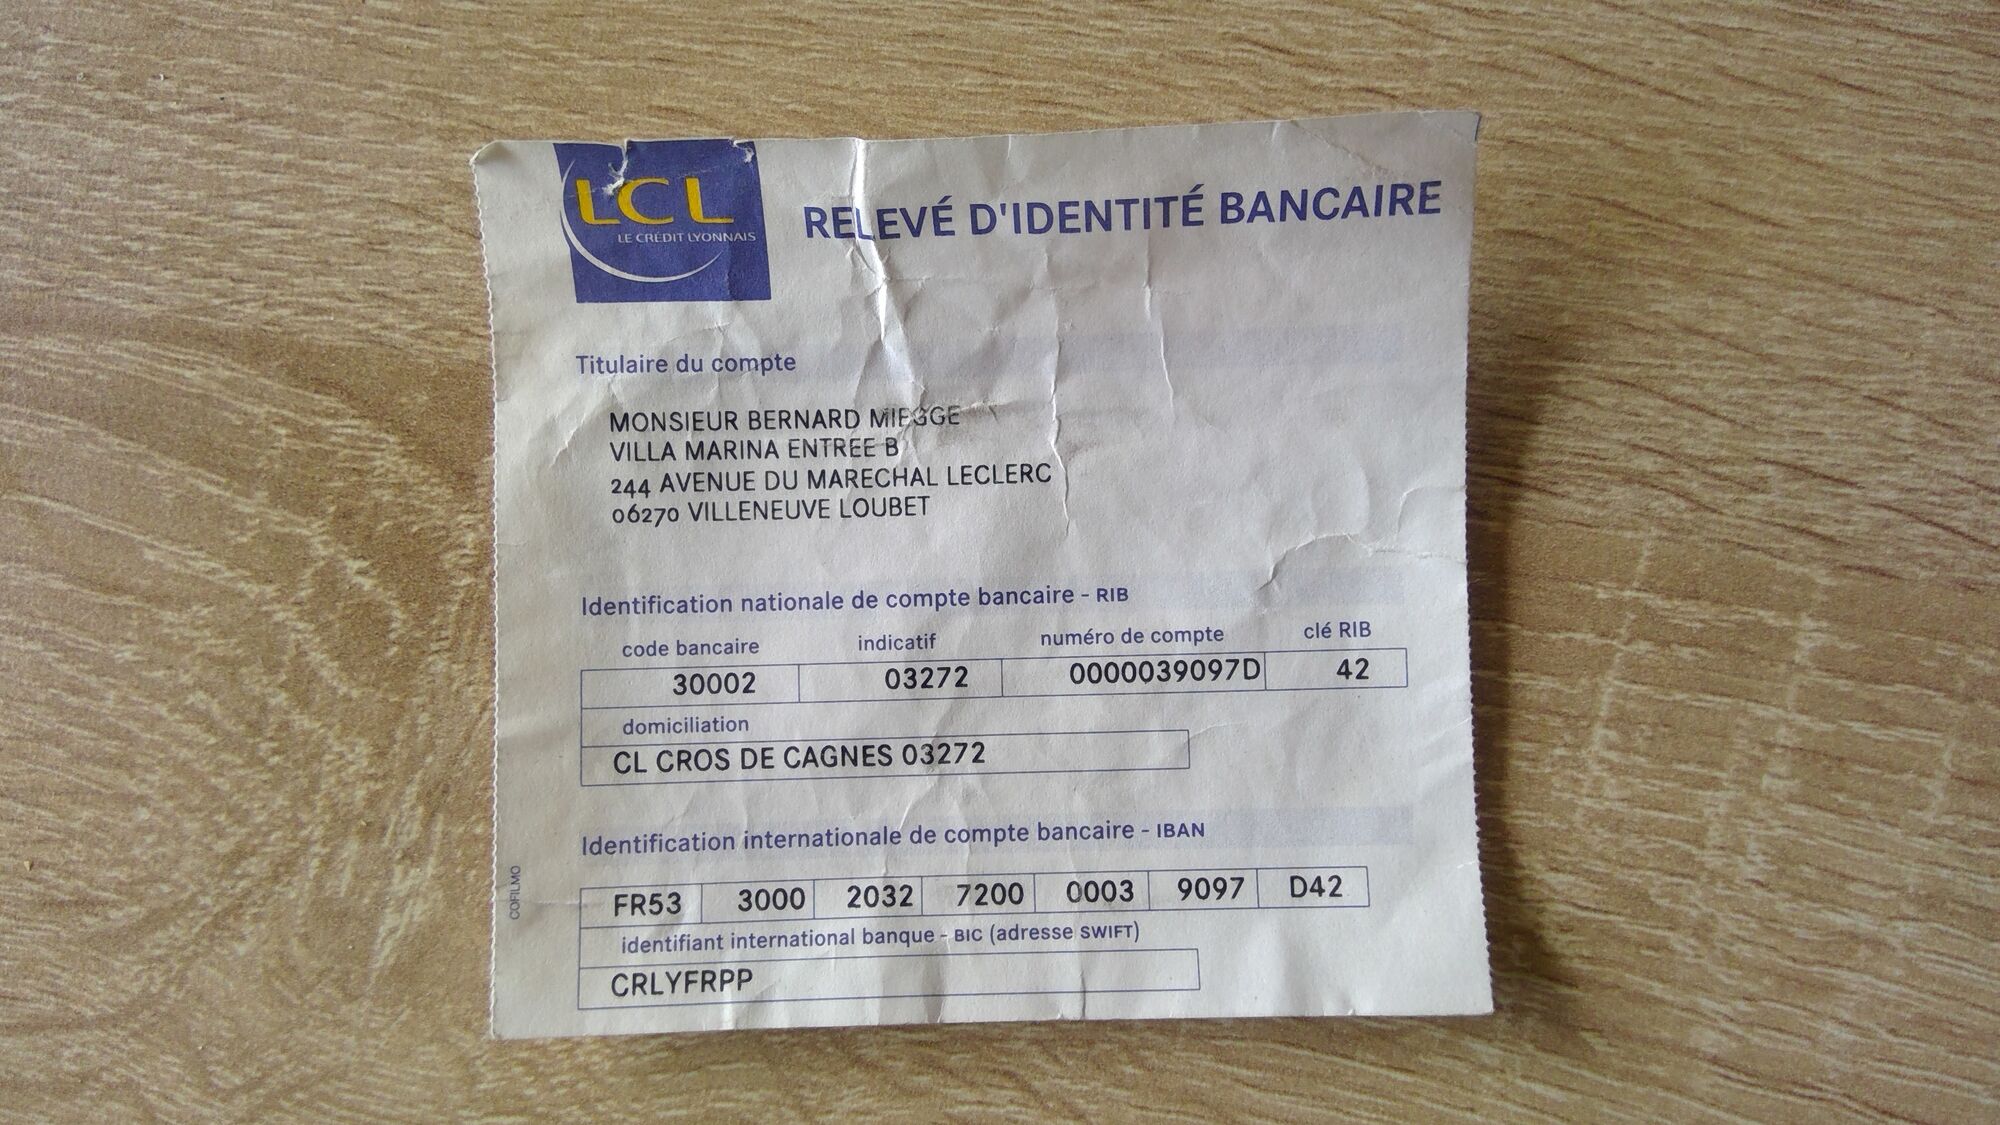 LCL
LE CRÉDIT LYONNAIS
RELEVÉ D'IDENTITÉ BANCAIRE
Titulaire du compte
MONSIEUR BERNARD MIEGGE
VILLA MARINA ENTREE B
244 AVENUE DU MARECHAL LECLERC
06270 VILLENEUVE LOUBET
Identification nationale de compte bancaire - RIB
code bancaire indicatif numéro de compte clé RIB
30002 03272 0000039097D 42
domiciliation
CL CROS DE CAGNES 03272
Identification internationale de compte bancaire - IBAN
FR53 3000 2032 7200 0003 9097 D42
identifiant international banque - BIC (adresse SWIFT)
CRLYFRPP
COFILMO